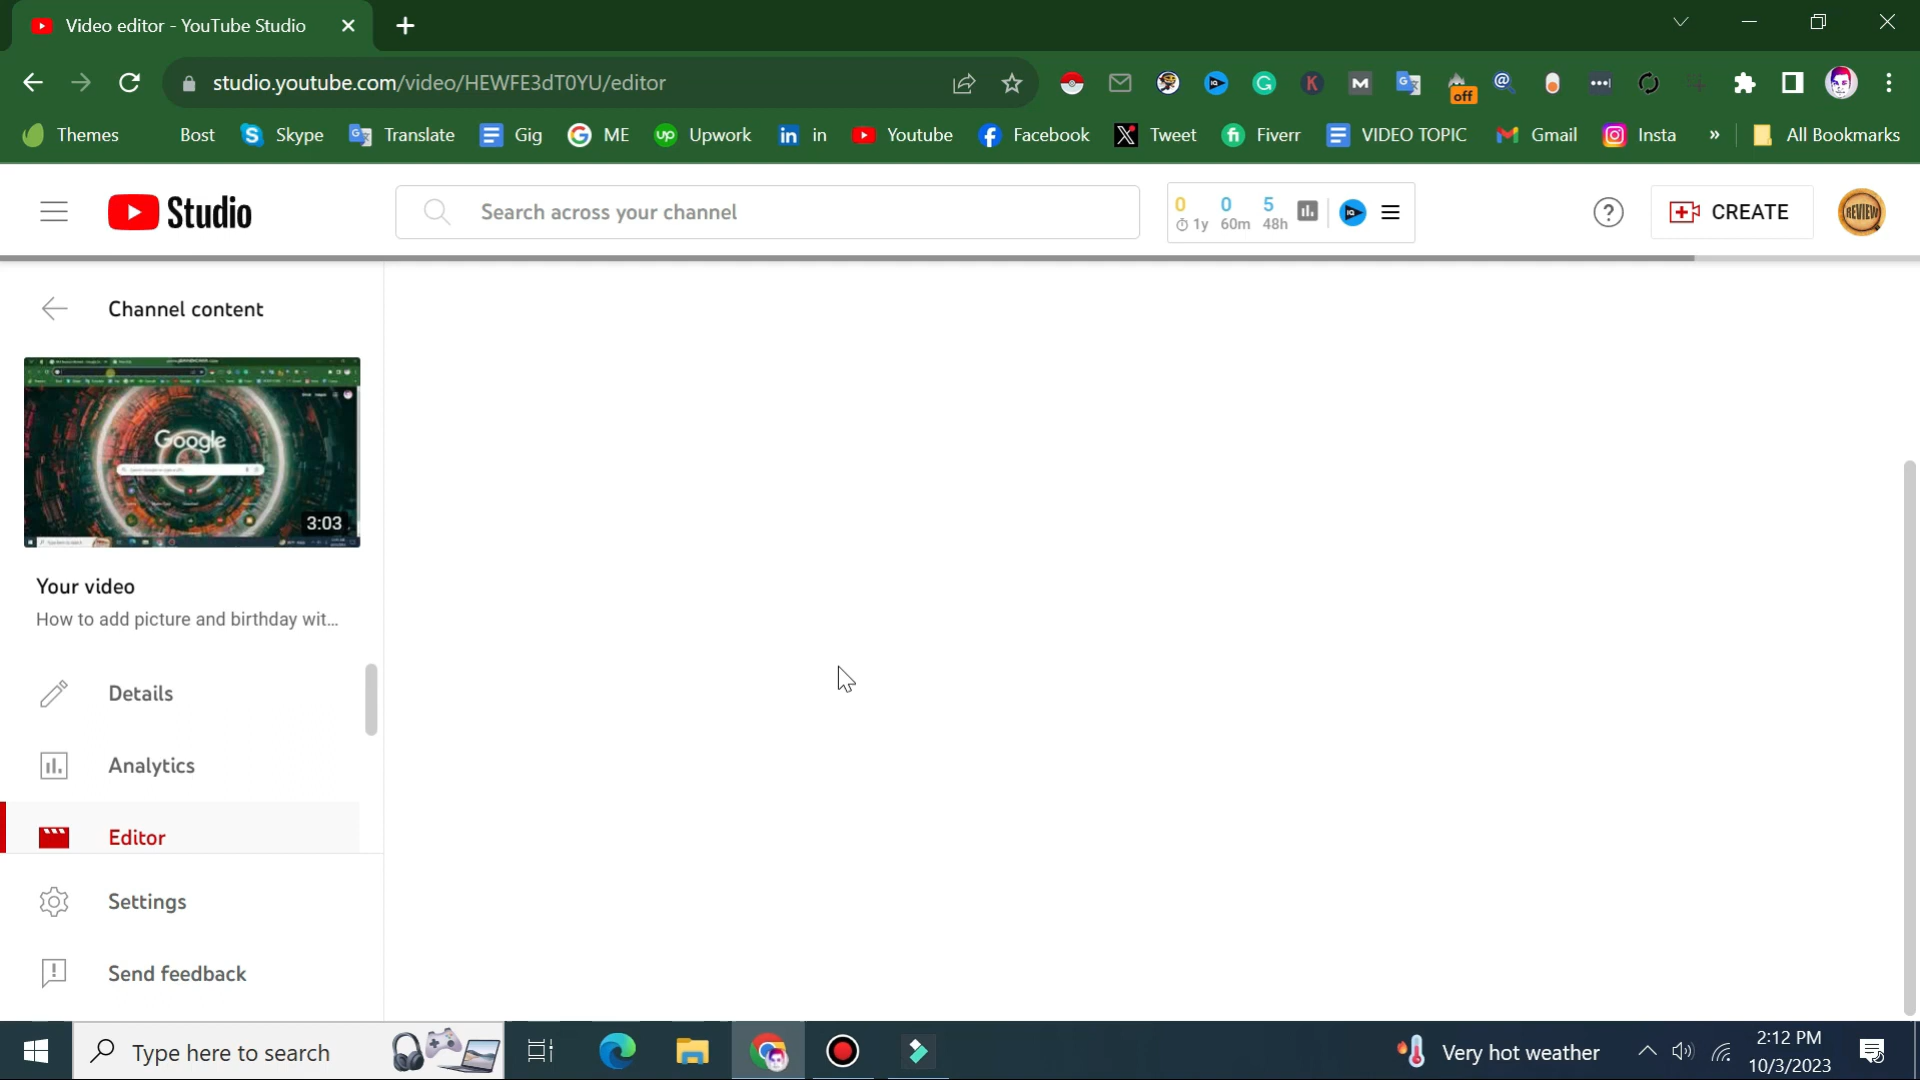 Video editor - YouTube Studio
studio.youtube.com/video/HEWFE3dT0YU/editor
off
Themes Bost Skype Translate Gig ME Upwork in Youtube Facebook Tweet Fiverr VIDEO TOPIC Gmail Insta » All Bookmarks
Studio
Search across your channel
0 0 5
1y 60m 48h
CREATE
REVIEW
Channel content
Google
3:03
Your video
How to add picture and birthday wit...
Details
Analytics
Editor
Settings
Send feedback
Type here to search
Very hot weather
2:12 PM
10/3/2023